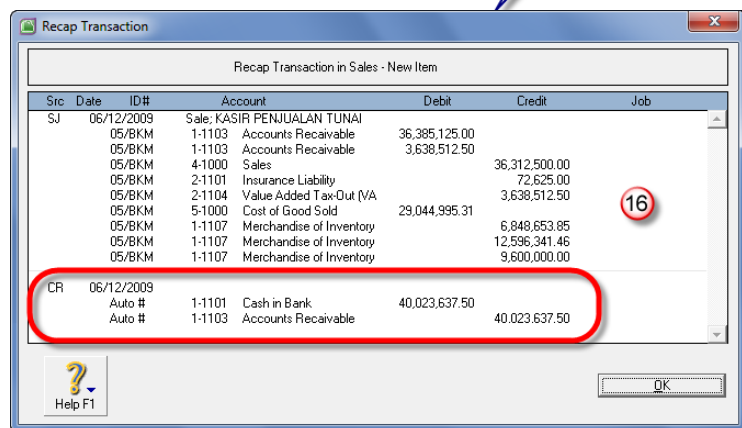 Recap Transaction
X
Recap Transaction in Sales - New Item
Src Date ID# Account Debit Credit Job
SJ 06/12/2009 Sale; KASIR PENJUALAN TUNAI
05/BKM 1-1103 Accounts Recaivable 36,385,125.00
05/BKM 1-1103 Accounts Recaivable 3,638,512.50
05/BKM 4-1000 Sales 36,312,500.00
05/BKM 2-1101 Insurance Liability 72,625.00
05/BKM 2-1104 Value Added Tax-Out (VA 3,638,512.50
05/BKM 5-1000 Cost of Good Sold 29,044,995.31
05/BKM 1-1107 Merchandise of Inventory 6,848,653.85
05/BKM 1-1107 Merchandise of Inventory 12,596,341.46
05/BKM 1-1107 Merchandise of Inventory 9,600,000.00
16
CR 06/12/2009
Auto # 1-1101 Cash in Bank 40,023,637.50
Auto # 1-1103 Accounts Recaivable 40.023.637.50
?
Help F1
OK